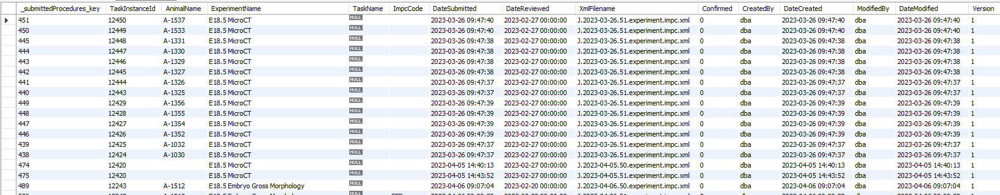 _submittedProcedures_key TaskInstanceId AnimalName ExperimentName TaskName ImpcCode DateSubmitted DateReviewed XmlFilename Confirmed CreatedBy DateCreated ModifiedBy DateModified Version
451 12450 A-1537 E18.5 MicroCT NULL 2023-03-26 09:47:40 2023-02-27 00:00:00 J.2023-03-26.51.experiment.impc.xml 0 dba 2023-03-26 09:47:40 dba 2023-03-26 09:47:40 1
450 12449 A-1533 E18.5 MicroCT NULL 2023-03-26 09:47:40 2023-02-27 00:00:00 J.2023-03-26.51.experiment.impc.xml 0 dba 2023-03-26 09:47:40 dba 2023-03-26 09:47:40 1
445 12448 A-1331 E18.5 MicroCT NULL 2023-03-26 09:47:38 2023-02-27 00:00:00 J.2023-03-26.51.experiment.impc.xml 0 dba 2023-03-26 09:47:38 dba 2023-03-26 09:47:38 1
444 12447 A-1330 E18.5 MicroCT NULL 2023-03-26 09:47:38 2023-02-27 00:00:00 J.2023-03-26.51.experiment.impc.xml 0 dba 2023-03-26 09:47:38 dba 2023-03-26 09:47:38 1
443 12446 A-1329 E18.5 MicroCT NULL 2023-03-26 09:47:38 2023-02-27 00:00:00 J.2023-03-26.51.experiment.impc.xml 0 dba 2023-03-26 09:47:38 dba 2023-03-26 09:47:38 1
442 12445 A-1327 E18.5 MicroCT NULL 2023-03-26 09:47:38 2023-02-27 00:00:00 J.2023-03-26.51.experiment.impc.xml 0 dba 2023-03-26 09:47:38 dba 2023-03-26 09:47:38 1
441 12444 A-1326 E18.5 MicroCT NULL 2023-03-26 09:47:37 2023-02-27 00:00:00 J.2023-03-26.51.experiment.impc.xml 0 dba 2023-03-26 09:47:37 dba 2023-03-26 09:47:37 1
440 12443 A-1325 E18.5 MicroCT NULL 2023-03-26 09:47:37 2023-02-27 00:00:00 J.2023-03-26.51.experiment.impc.xml 0 dba 2023-03-26 09:47:37 dba 2023-03-26 09:47:37 1
449 12429 A-1356 E18.5 MicroCT NULL 2023-03-26 09:47:39 2023-02-27 00:00:00 J.2023-03-26.51.experiment.impc.xml 0 dba 2023-03-26 09:47:39 dba 2023-03-26 09:47:39 1
448 12428 A-1355 E18.5 MicroCT NULL 2023-03-26 09:47:39 2023-02-27 00:00:00 J.2023-03-26.51.experiment.impc.xml 0 dba 2023-03-26 09:47:39 dba 2023-03-26 09:47:39 1
447 12427 A-1354 E18.5 MicroCT NULL 2023-03-26 09:47:39 2023-02-27 00:00:00 J.2023-03-26.51.experiment.impc.xml 0 dba 2023-03-26 09:47:39 dba 2023-03-26 09:47:39 1
446 12426 A-1352 E18.5 MicroCT NULL 2023-03-26 09:47:39 2023-02-27 00:00:00 J.2023-03-26.51.experiment.impc.xml 0 dba 2023-03-26 09:47:39 dba 2023-03-26 09:47:39 1
439 12425 A-1032 E18.5 MicroCT NULL 2023-03-26 09:47:37 2023-02-27 00:00:00 J.2023-03-26.51.experiment.impc.xml 0 dba 2023-03-26 09:47:37 dba 2023-03-26 09:47:37 1
438 12424 A-1030 E18.5 MicroCT NULL 2023-03-26 09:47:37 2023-02-27 00:00:00 J.2023-03-26.51.experiment.impc.xml 0 dba 2023-03-26 09:47:37 dba 2023-03-26 09:47:37 1
474 12420 E18.5 MicroCT NULL 2023-04-05 14:40:13 2023-02-27 00:00:00 J.2023-04-05.50.experiment.impc.xml 0 dba 2023-04-05 14:40:13 dba 2023-04-05 14:40:13 1
475 12420 E18.5 MicroCT NULL 2023-04-05 14:43:52 2023-02-27 00:00:00 J.2023-04-05.51.experiment.impc.xml 0 dba 2023-04-05 14:43:52 dba 2023-04-05 14:43:52 1
489 12243 A-1512 E18.5 Embryo Gross Morphology NULL 2023-04-06 09:07:04 2023-02-20 00:00:00 J.2023-04-06.50.experiment.impc.xml 0 dba 2023-04-06 09:07:04 dba 2023-04-06 09:07:04 1